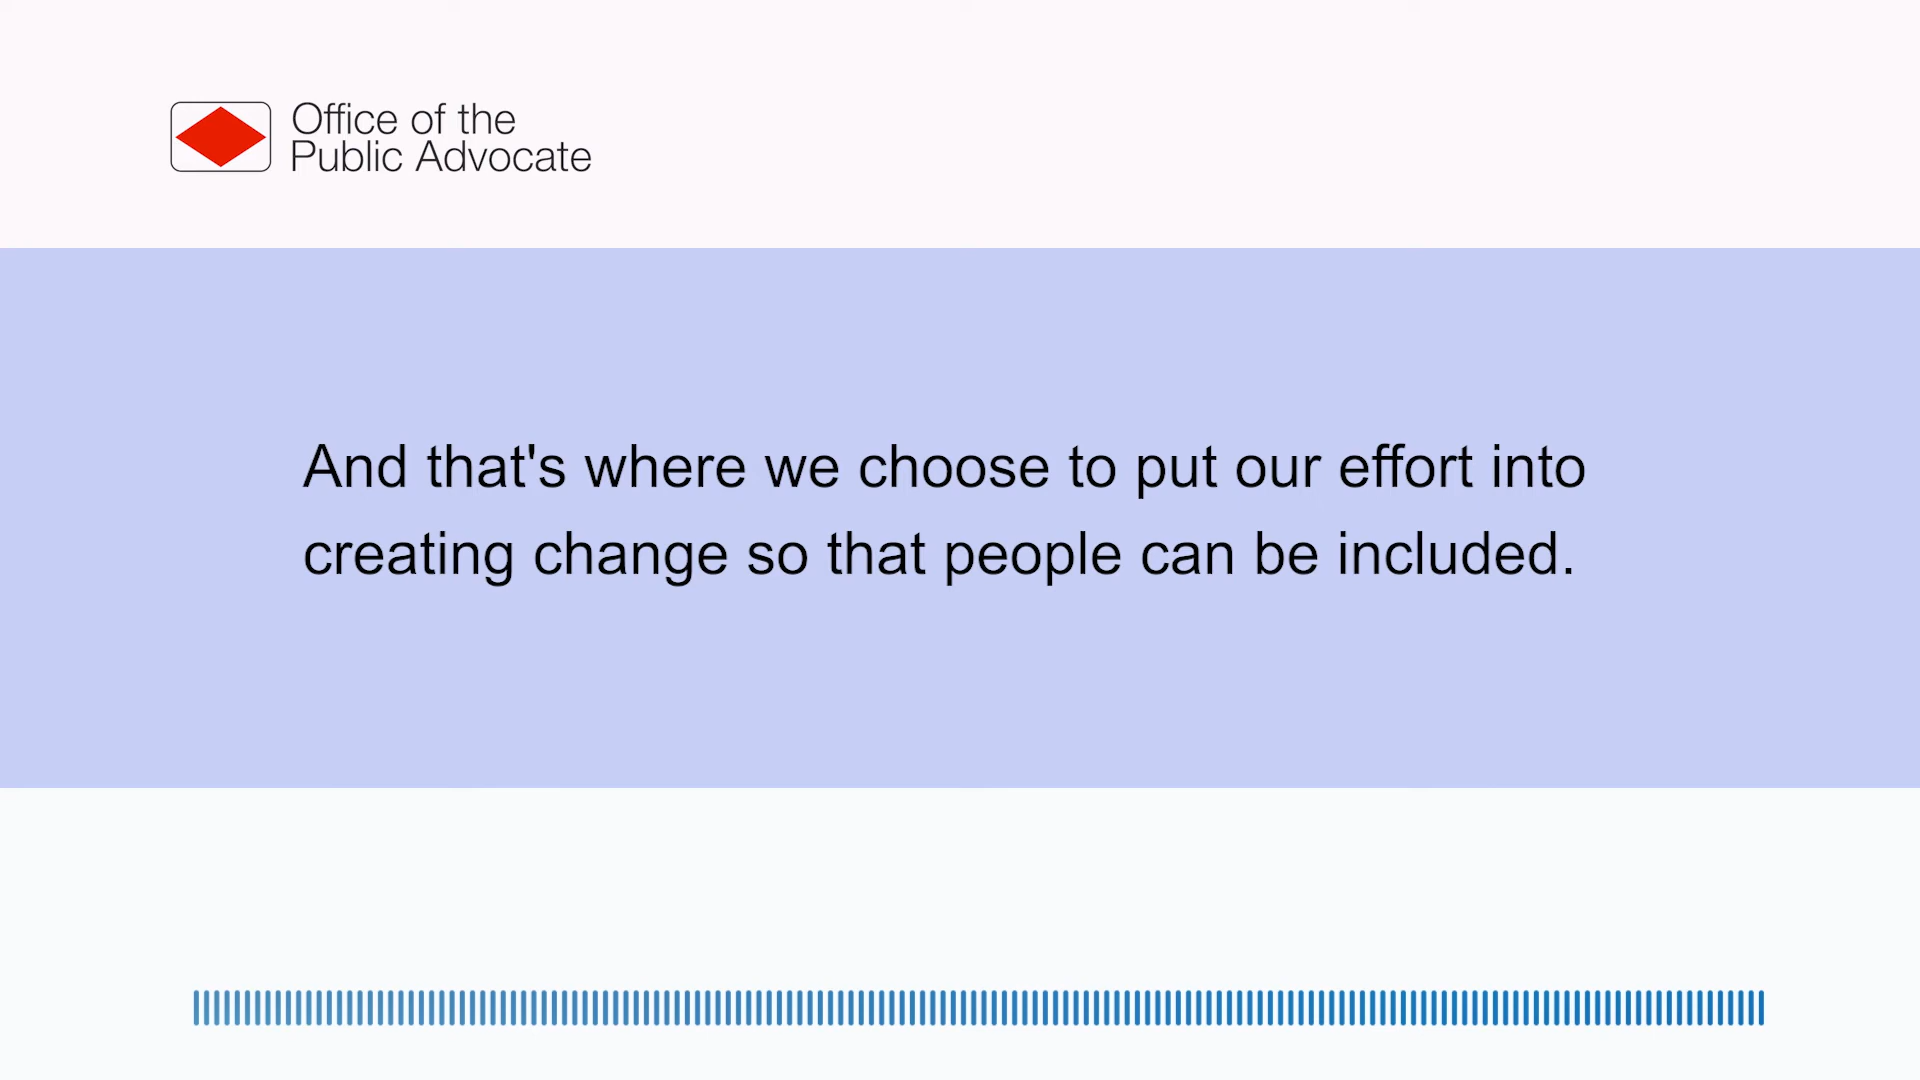 Office of the
Public Advocate
And that's where we choose to put our effort into
creating change so that people can be included.